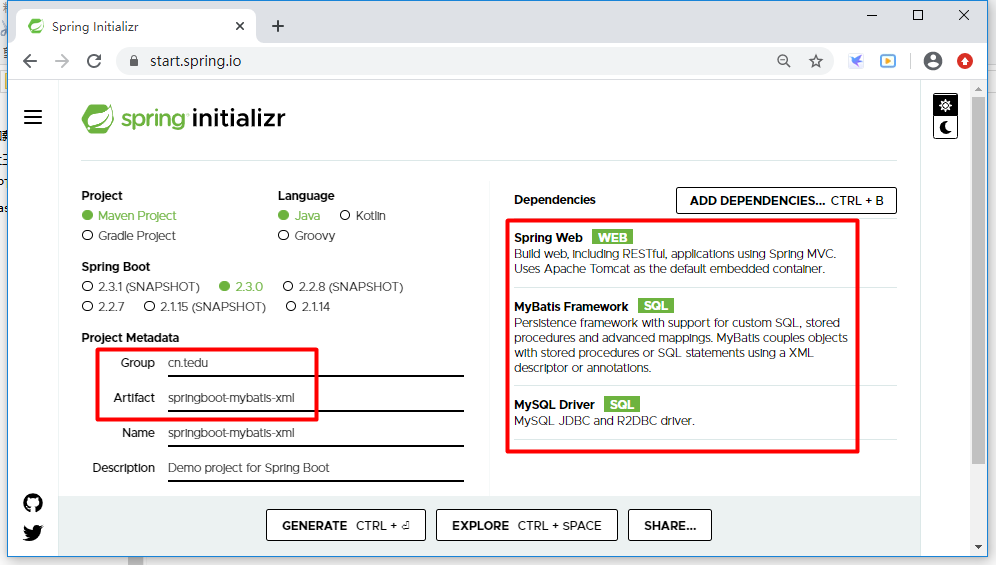 Spring Initializr
start.spring.io
spring initializr
Project
Language
Maven Project
Java
Kotlin
Gradle Project
Groovy
Spring Boot
2.3.1 (SNAPSHOT)
2.3.0
2.2.8 (SNAPSHOT)
2.2.7
2.1.15 (SNAPSHOT)
2.1.14
Project Metadata
Group cn.tedu
Artifact springboot-mybatis-xml
Name springboot-mybatis-xml
Description Demo project for Spring Boot
Dependencies
ADD DEPENDENCIES... CTRL + B
Spring Web WEB
Build web, including RESTful, applications using Spring MVC.
Uses Apache Tomcat as the default embedded container.
MyBatis Framework SQL
Persistence framework with support for custom SQL, stored
procedures and advanced mappings. MyBatis couples objects
with stored procedures or SQL statements using a XML
descriptor or annotations.
MySQL Driver SQL
MySQL JDBC and R2DBC driver.
GENERATE CTRL + ⏎
EXPLORE CTRL + SPACE
SHARE...